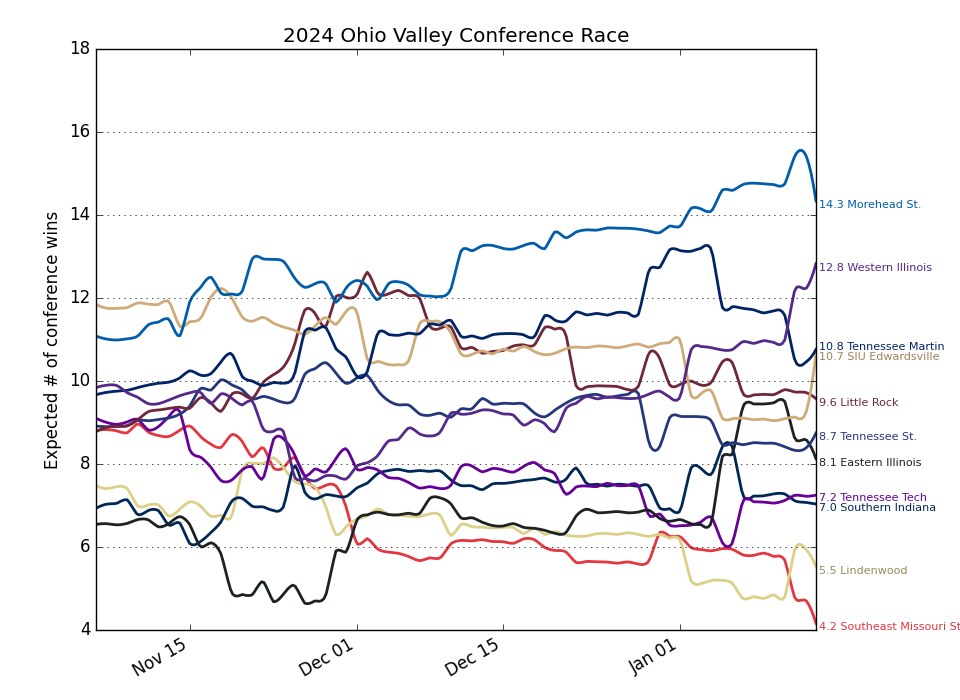 2024 Ohio Valley Conference Race
Expected # of conference wins
18
16
14
12
10
8
6
4
Nov 15
Dec 01
Dec 15
Jan 01
14.3 Morehead St.
12.8 Western Illinois
10.8 Tennessee Martin
10.7 SIU Edwardsville
9.6 Little Rock
8.7 Tennessee St.
8.1 Eastern Illinois
7.2 Tennessee Tech
7.0 Southern Indiana
5.5 Lindenwood
4.2 Southeast Missouri St